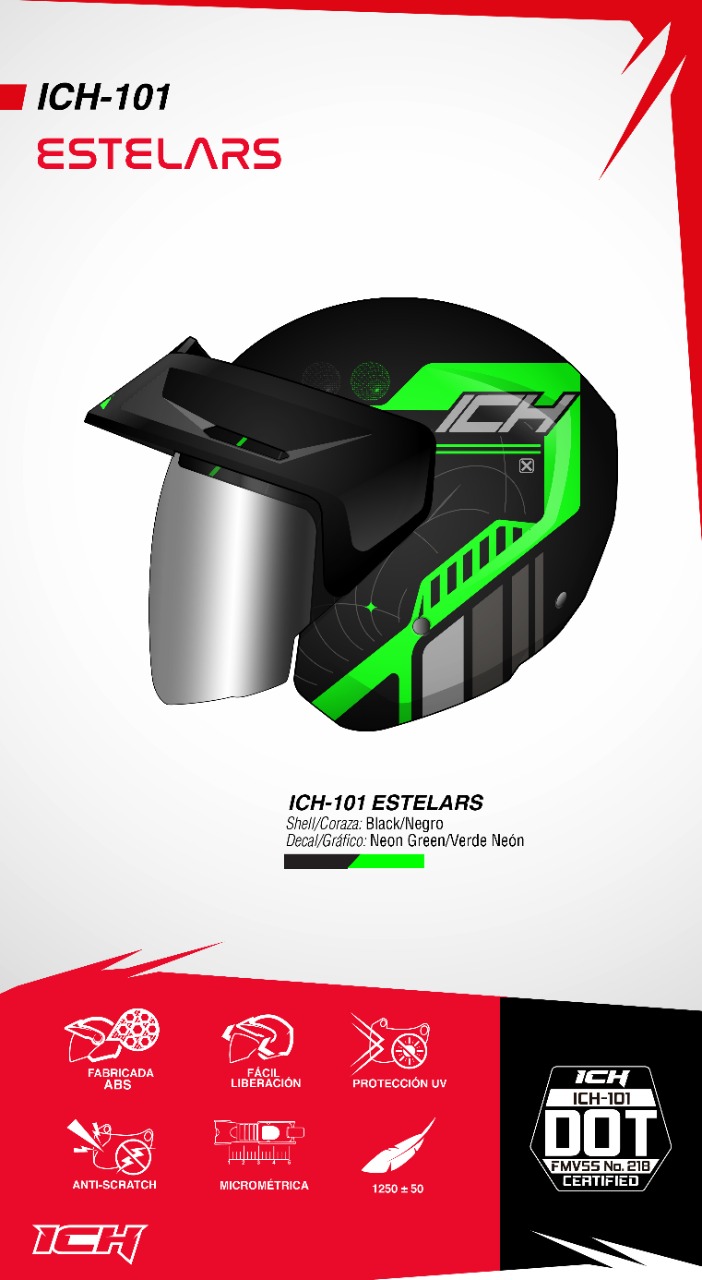 ICH-101
ESTELARS
ICH
ICH-101 ESTELARS
Shell/Coraza: Black/Negro
Decal/Gráfico: Neon Green/Verde Neón
FABRICADA
ABS
FÁCIL
LIBERACIÓN
PROTECCIÓN UV
ANTI-SCRATCH
MICROMÉTRICA
1250 ± 50
ICH
ICH-101
DOT
FMVSS No. 218
CERTIFIED
ICH